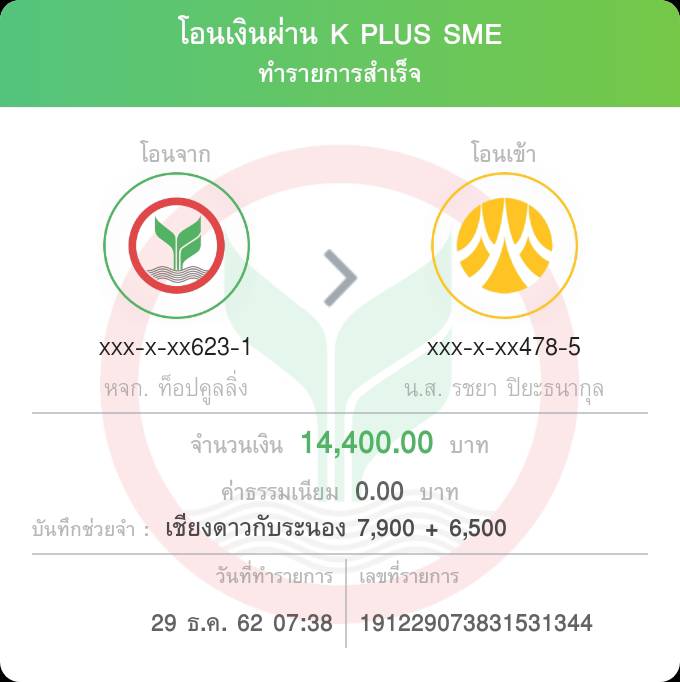 โอนเงินผ่าน K PLUS SME
ทำรายการสำเร็จ
โอนจาก
โอนเข้า
xxx-x-xx623-1
xxx-x-xx478-5
หจก. ท็อปคูลลิ่ง
น.ส. รชยา ปิยะธนากุล
จำนวนเงิน 14,400.00 บาท
ค่าธรรมเนียม 0.00 บาท
บันทึกช่วยจำ : เชียงดาวกับระนอง 7,900 + 6,500
วันที่ทำรายการ
เลขที่รายการ
29 ธ.ค. 62 07:38
191229073831531344